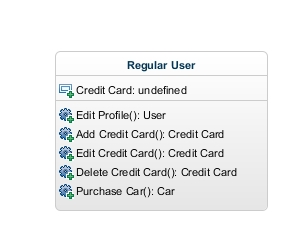 Regular User
Credit Card: undefined
Edit Profile(): User
Add Credit Card(): Credit Card
Edit Credit Card(): Credit Card
Delete Credit Card(): Credit Card
Purchase Car(): Car